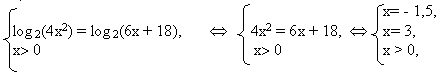 { log₂(4x²) = log₂(6x + 18), x> 0 ⇔ { 4x² = 6x + 18, x> 0 ⇔ { x= - 1,5, x= 3, x > 0,